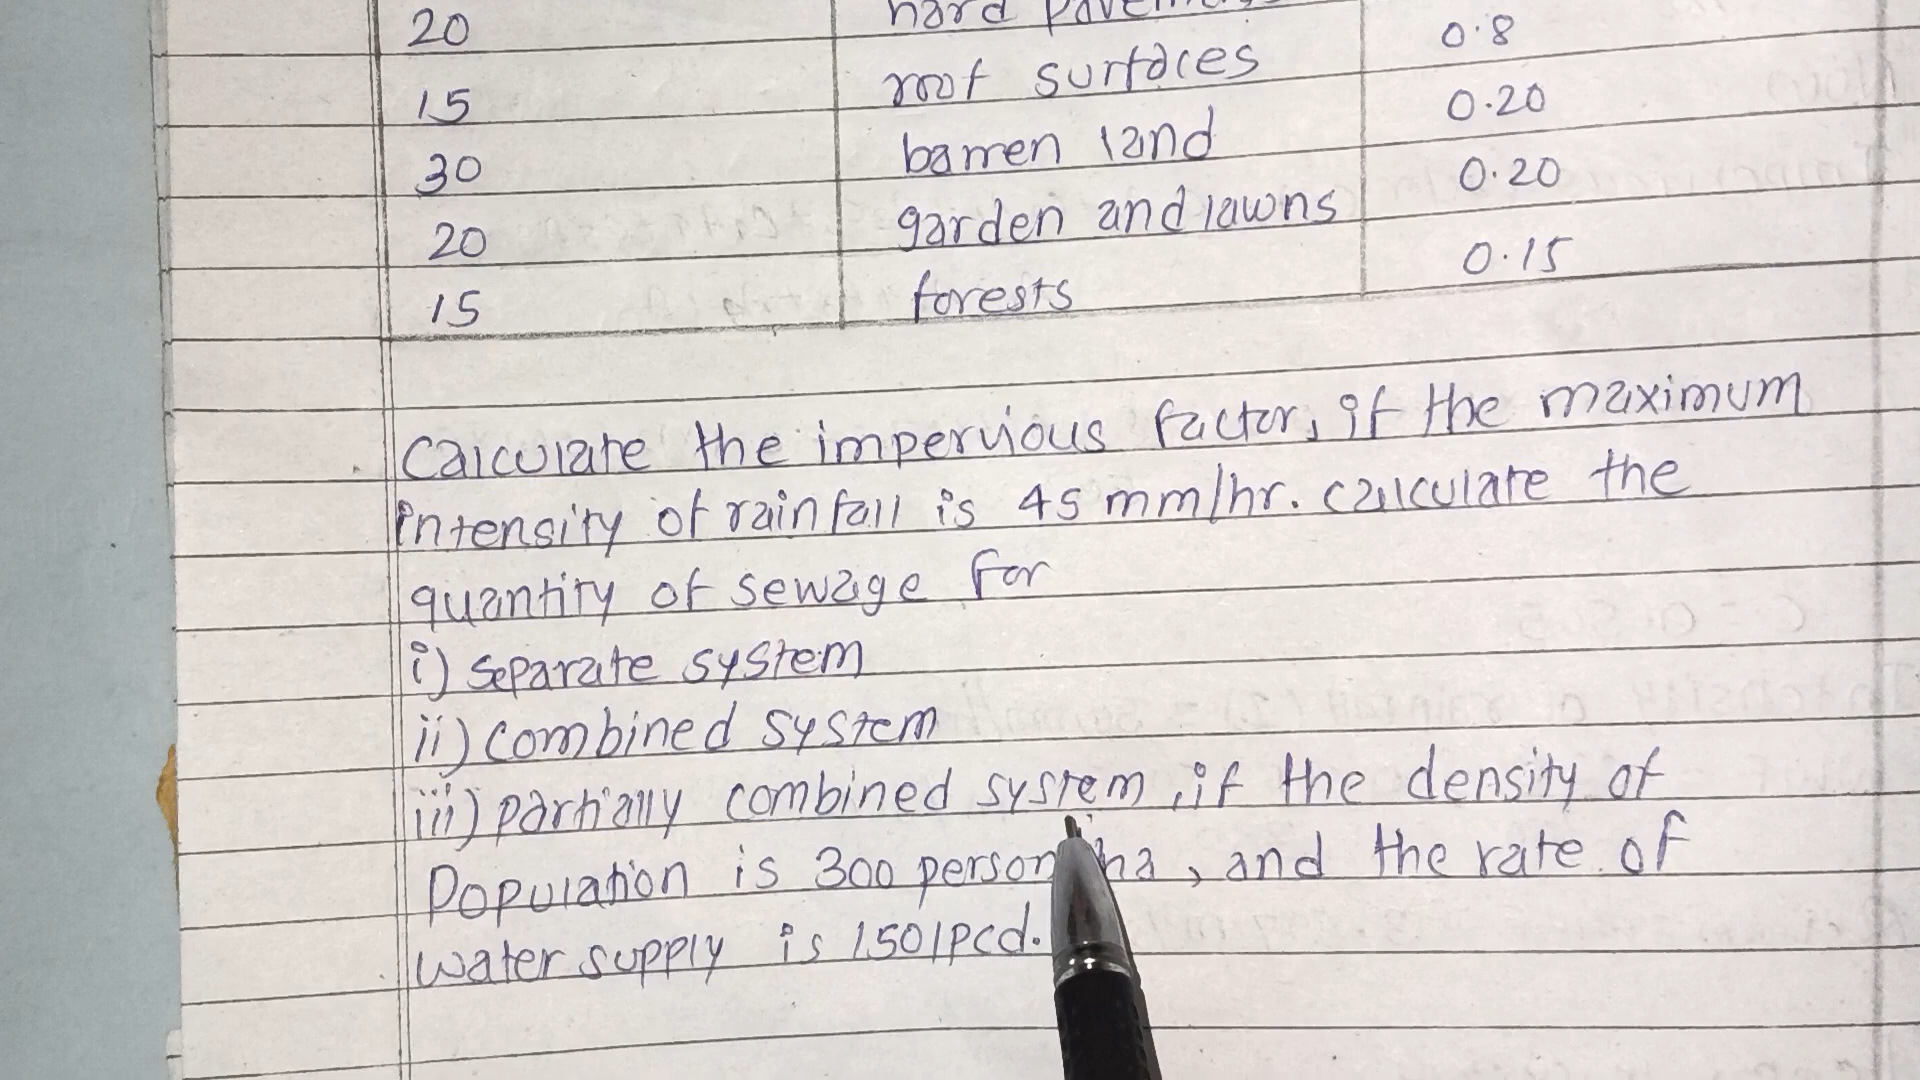 20 hard
15 roof surfaces 0.8
30 barren land 0.20
20 garden and lawns 0.20
15 forests 0.15
Calculate the impervious factor, if the maximum
intensity of rainfall is 45 mm/hr. Calculate the
quantity of sewage for
i) separate system
ii) combined system
iii) partially combined system, if the density of
Population is 300 person ha, and the rate of
water supply is 150 lpcd.